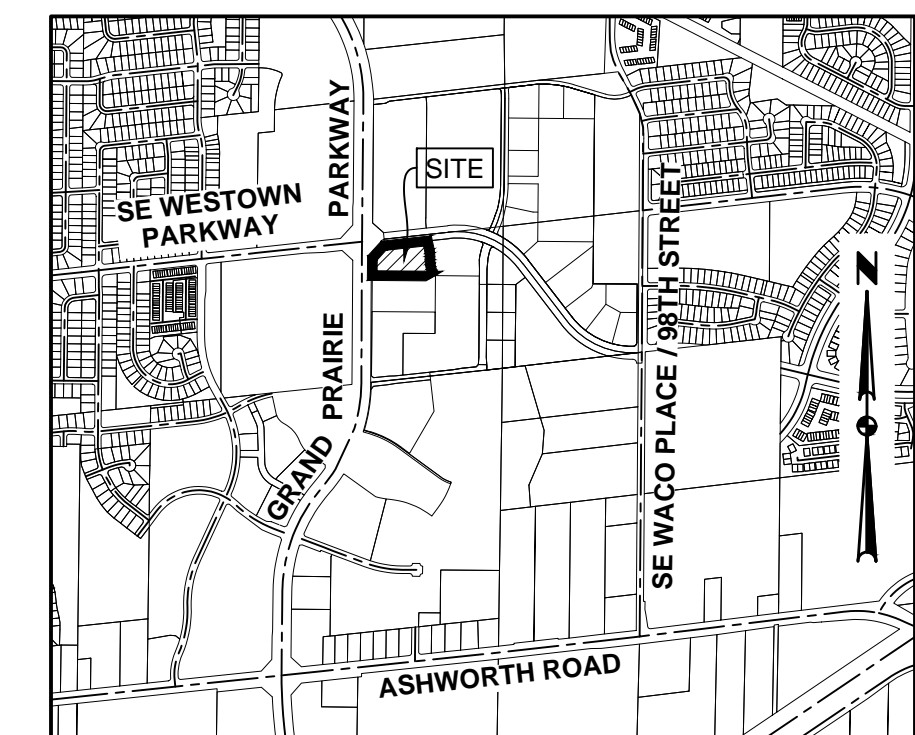 SITE
SE WESTOWN
PARKWAY
GRAND PRAIRIE PARKWAY
SE WACO PLACE / 98TH STREET
N
ASHWORTH ROAD